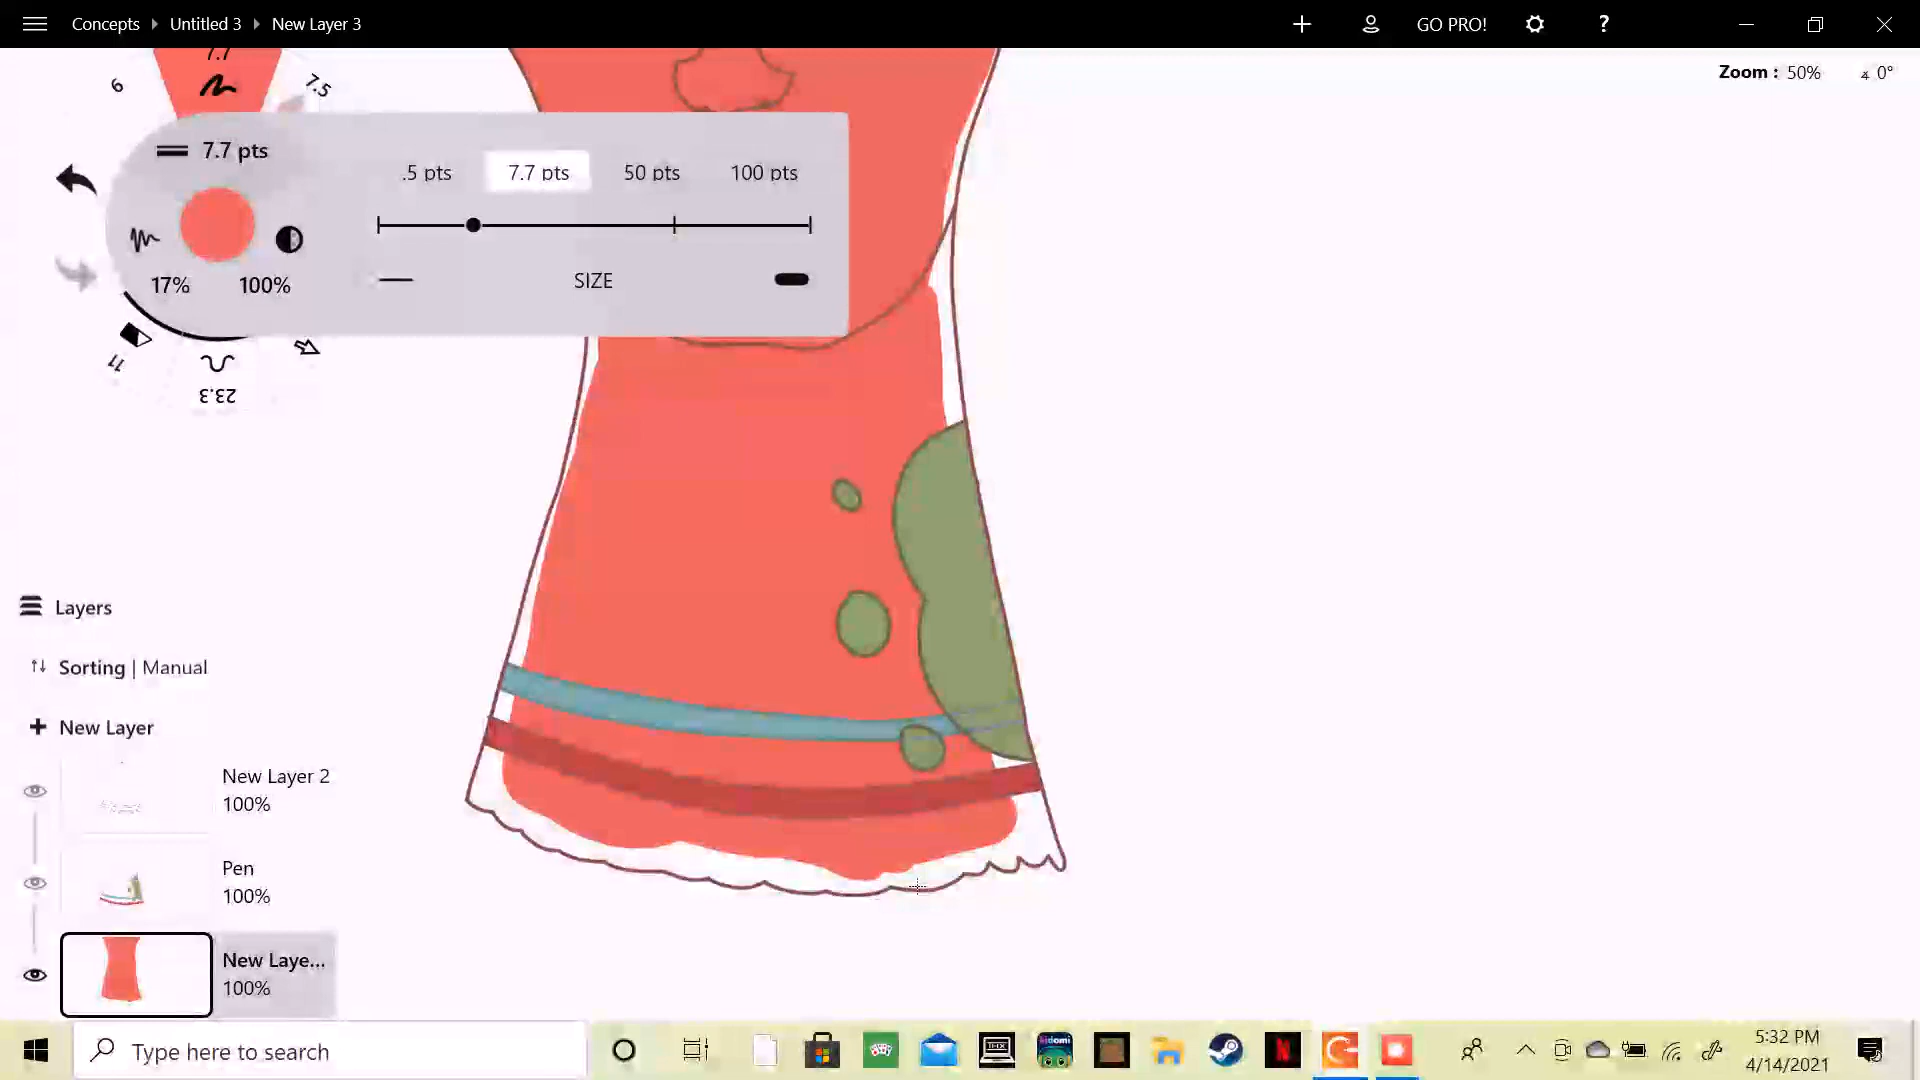 Concepts Untitled 3 New Layer 3
GO PRO!
?
Zoom : 50% 0°
7.7
6
7.5
7.7 pts
17% 100%
.5 pts 7.7 pts 50 pts 100 pts
SIZE
11
23.3
Layers
Sorting | Manual
New Layer
New Layer 2
100%
Pen
100%
New Laye...
100%
Type here to search
THX
kidomi
N
5:32 PM
4/14/2021